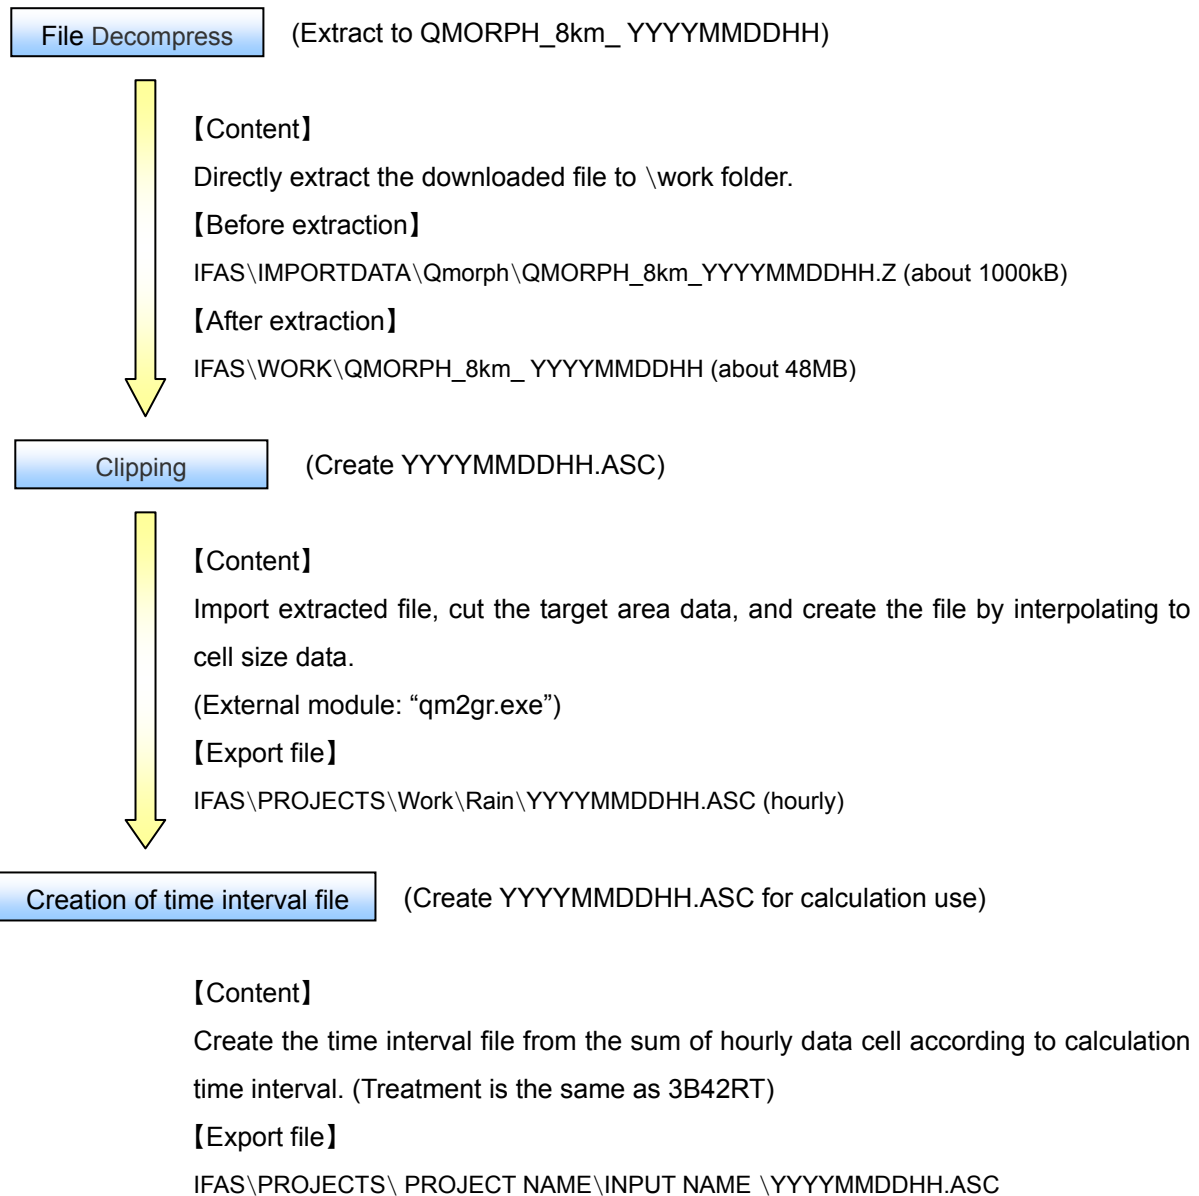 File Decompress (Extract to QMORPH_8km_ YYYYMMDDHH)
【Content】
Directly extract the downloaded file to \work folder.
【Before extraction】
IFAS\IMPORTDATA\Qmorph\QMORPH_8km_YYYYMMDDHH.Z (about 1000kB)
【After extraction】
IFAS\WORK\QMORPH_8km_ YYYYMMDDHH (about 48MB)
Clipping (Create YYYYMMDDHH.ASC)
【Content】
Import extracted file, cut the target area data, and create the file by interpolating to
cell size data.
(External module: “qm2gr.exe”)
【Export file】
IFAS\PROJECTS\Work\Rain\YYYYMMDDHH.ASC (hourly)
Creation of time interval file (Create YYYYMMDDHH.ASC for calculation use)
【Content】
Create the time interval file from the sum of hourly data cell according to calculation
time interval. (Treatment is the same as 3B42RT)
【Export file】
IFAS\PROJECTS\ PROJECT NAME\INPUT NAME \YYYYMMDDHH.ASC